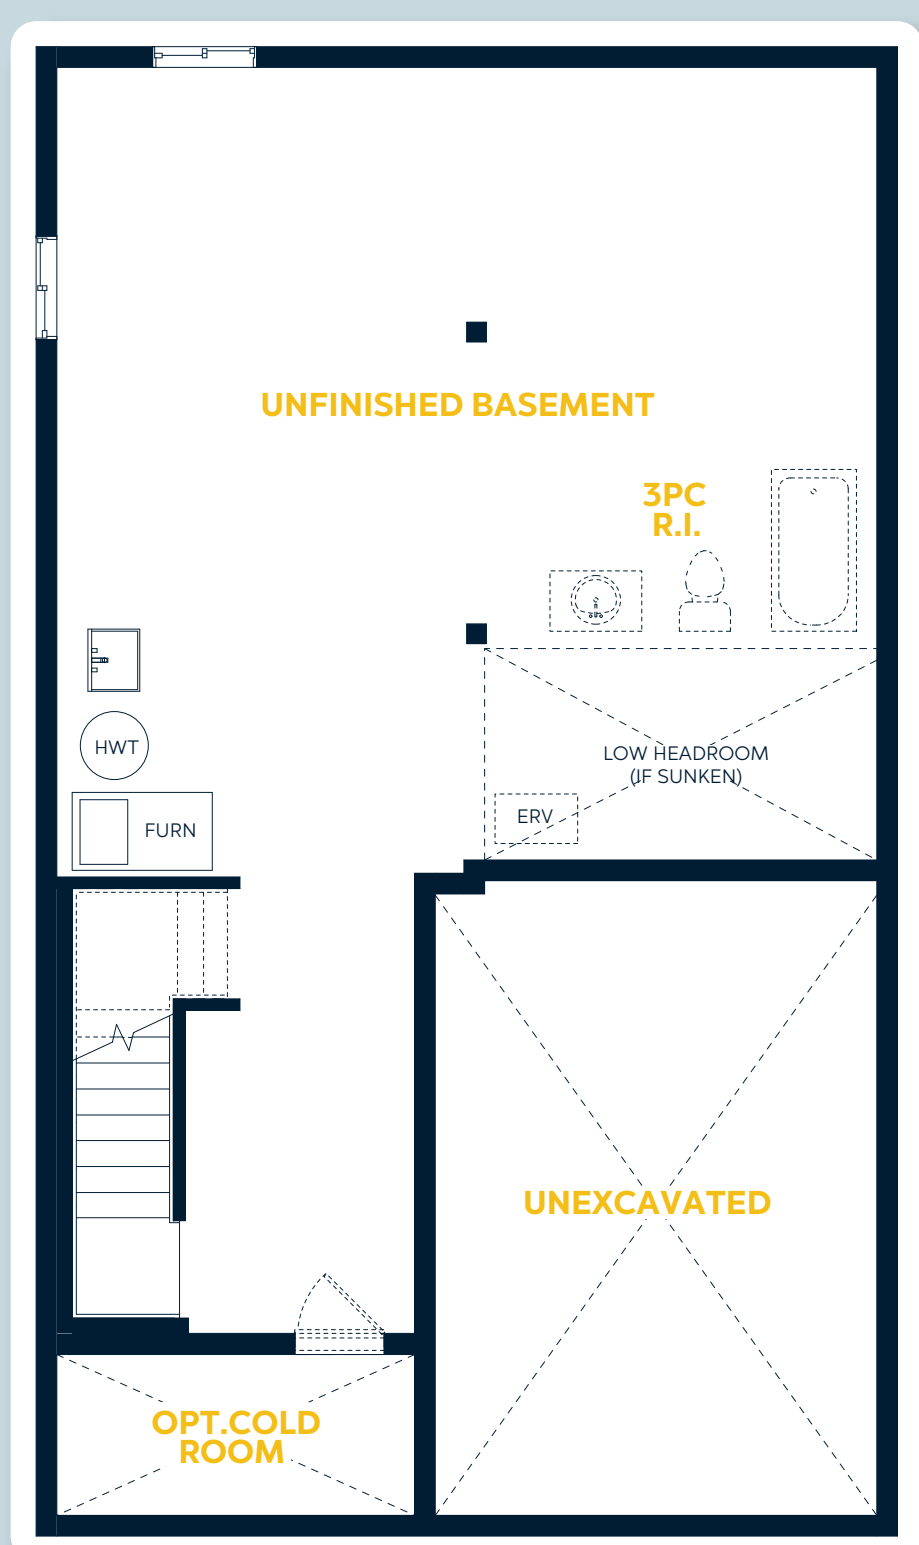 UNFINISHED BASEMENT
3PC
R.I.
HWT
LOW HEADROOM
(IF SUNKEN)
ERV
FURN
UNEXCAVATED
OPT.COLD
ROOM